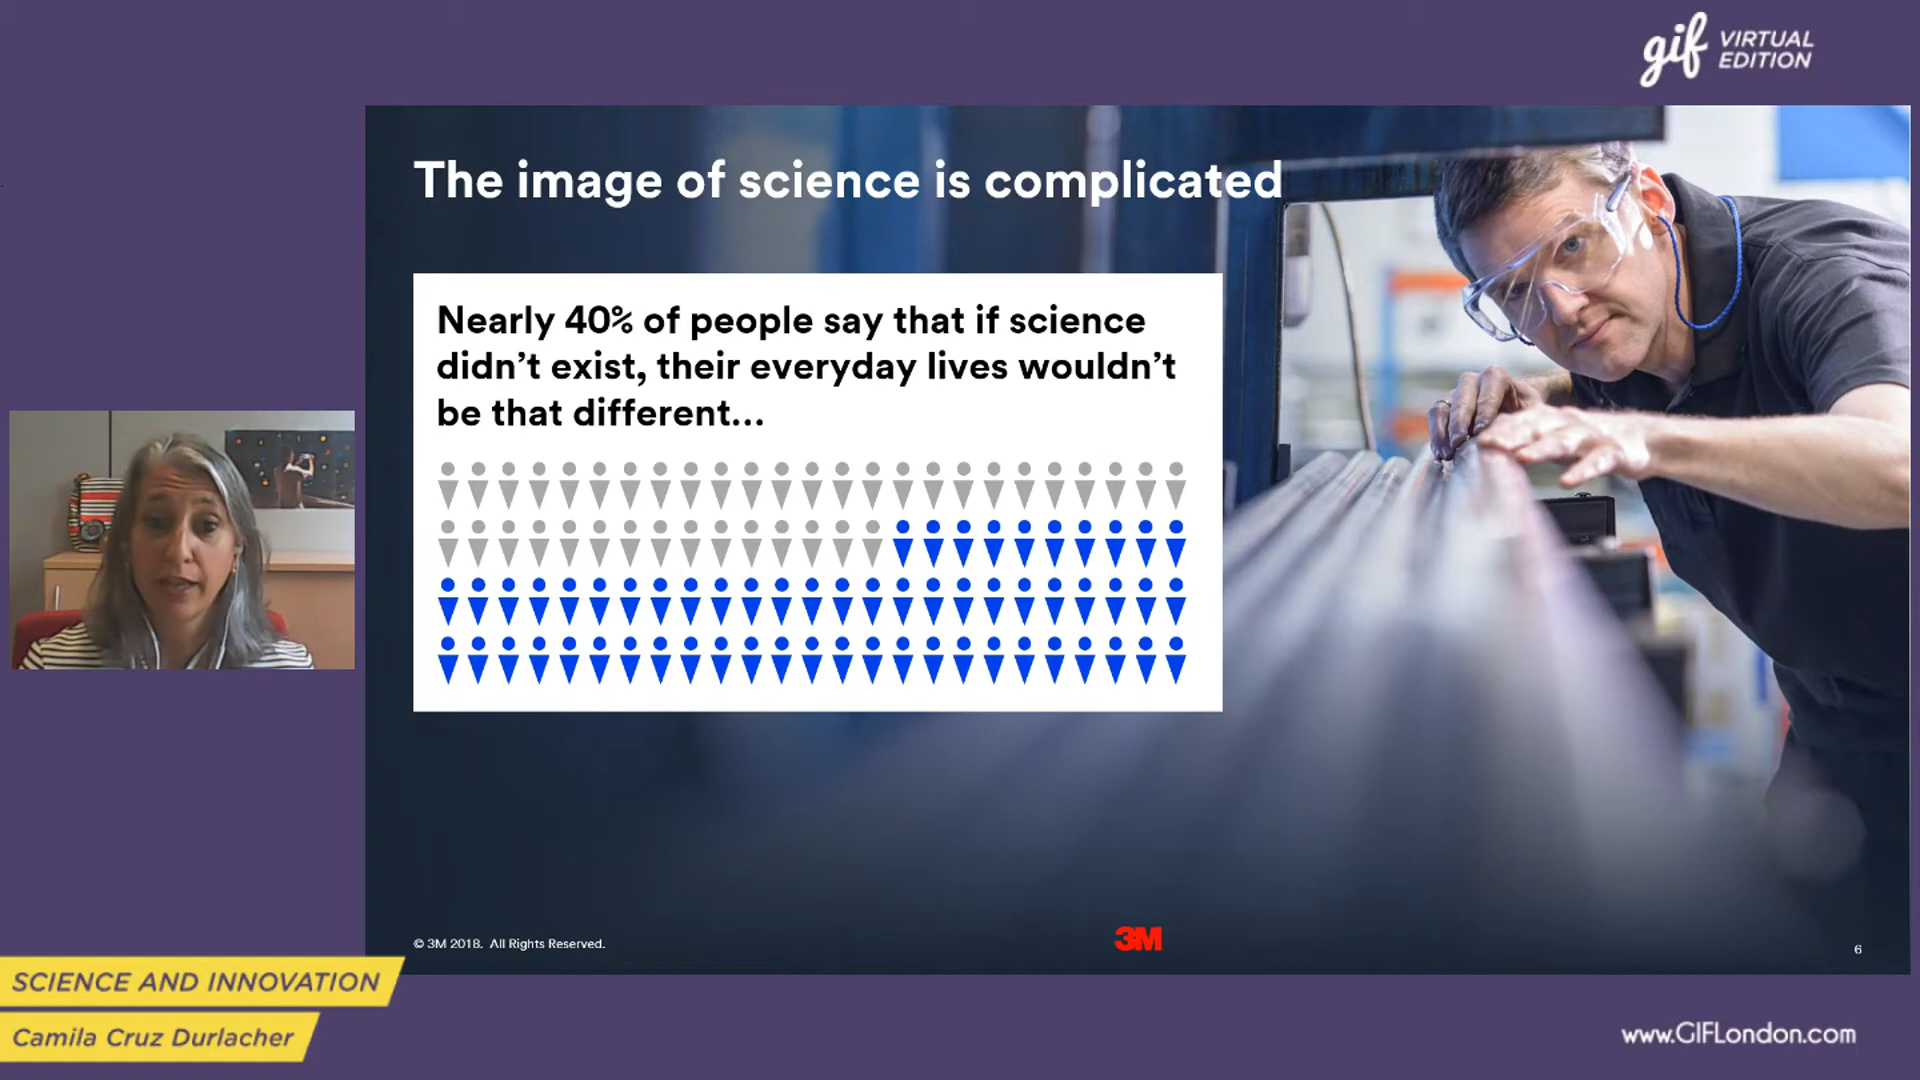 gif VIRTUAL
EDITION
The image of science is complicated
Nearly 40% of people say that if science
didn't exist, their everyday lives wouldn't
be that different...
© 3M 2018. All Rights Reserved.
3M
6
SCIENCE AND INNOVATION
Camila Cruz Durlacher
www.GIFLondon.com